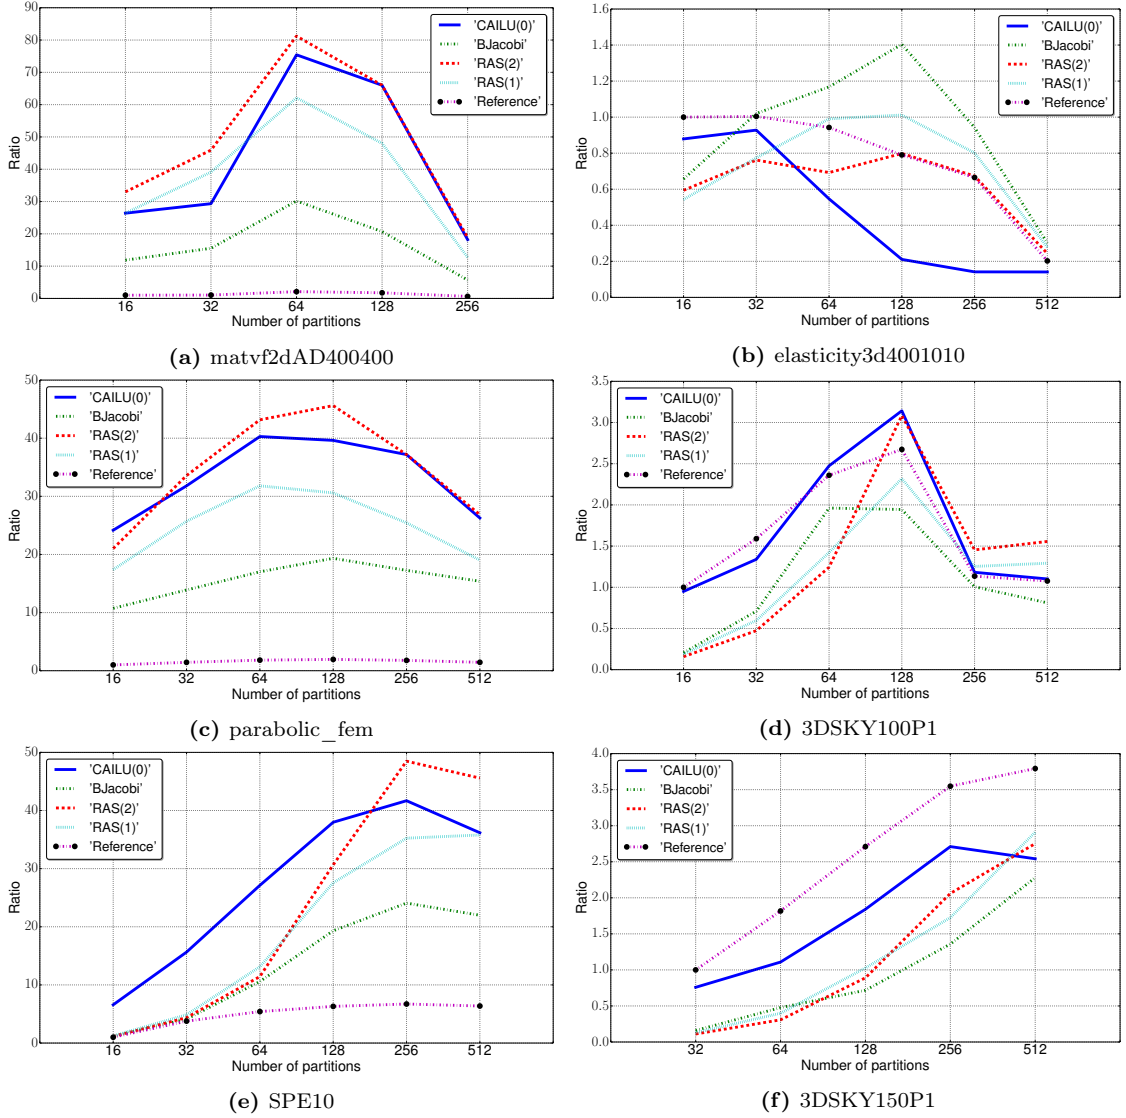 90
80
70
60
50
40
30
20
10
0
Ratio
'CAILU(0)'
'BJacobi'
'RAS(2)'
'RAS(1)'
'Reference'
16 32 64 128 256
Number of partitions
(a) matvf2dAD400400
1.6
1.4
1.2
1.0
0.8
0.6
0.4
0.2
0.0
Ratio
'CAILU(0)'
'BJacobi'
'RAS(2)'
'RAS(1)'
'Reference'
16 32 64 128 256 512
Number of partitions
(b) elasticity3d4001010
50
40
30
20
10
0
Ratio
'CAILU(0)'
'BJacobi'
'RAS(2)'
'RAS(1)'
'Reference'
16 32 64 128 256 512
Number of partitions
(c) parabolic_fem
3.5
3.0
2.5
2.0
1.5
1.0
0.5
0.0
Ratio
'CAILU(0)'
'BJacobi'
'RAS(2)'
'RAS(1)'
'Reference'
16 32 64 128 256 512
Number of partitions
(d) 3DSKY100P1
50
40
30
20
10
0
Ratio
'CAILU(0)'
'BJacobi'
'RAS(2)'
'RAS(1)'
'Reference'
16 32 64 128 256 512
Number of partitions
(e) SPE10
4.0
3.5
3.0
2.5
2.0
1.5
1.0
0.5
0.0
Ratio
'CAILU(0)'
'BJacobi'
'RAS(2)'
'RAS(1)'
'Reference'
32 64 128 256 512
Number of partitions
(f) 3DSKY150P1